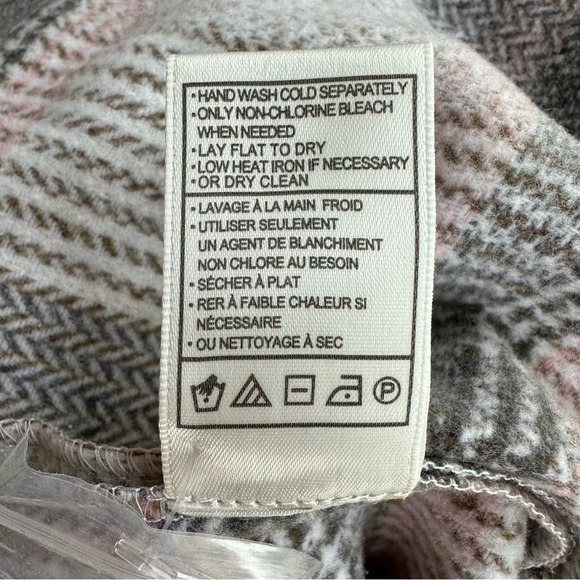 • HAND WASH COLD SEPARATELY
• ONLY NON-CHLORINE BLEACH
WHEN NEEDED
• LAY FLAT TO DRY
• LOW HEAT IRON IF NECESSARY
• OR DRY CLEAN
• LAVAGE À LA MAIN FROID
• UTILISER SEULEMENT
UN AGENT DE BLANCHIMENT
NON CHLORE AU BESOIN
• SÉCHER À PLAT
• RER À FAIBLE CHALEUR SI
NÉCESSAIRE
• OU NETTOYAGE À SEC
P